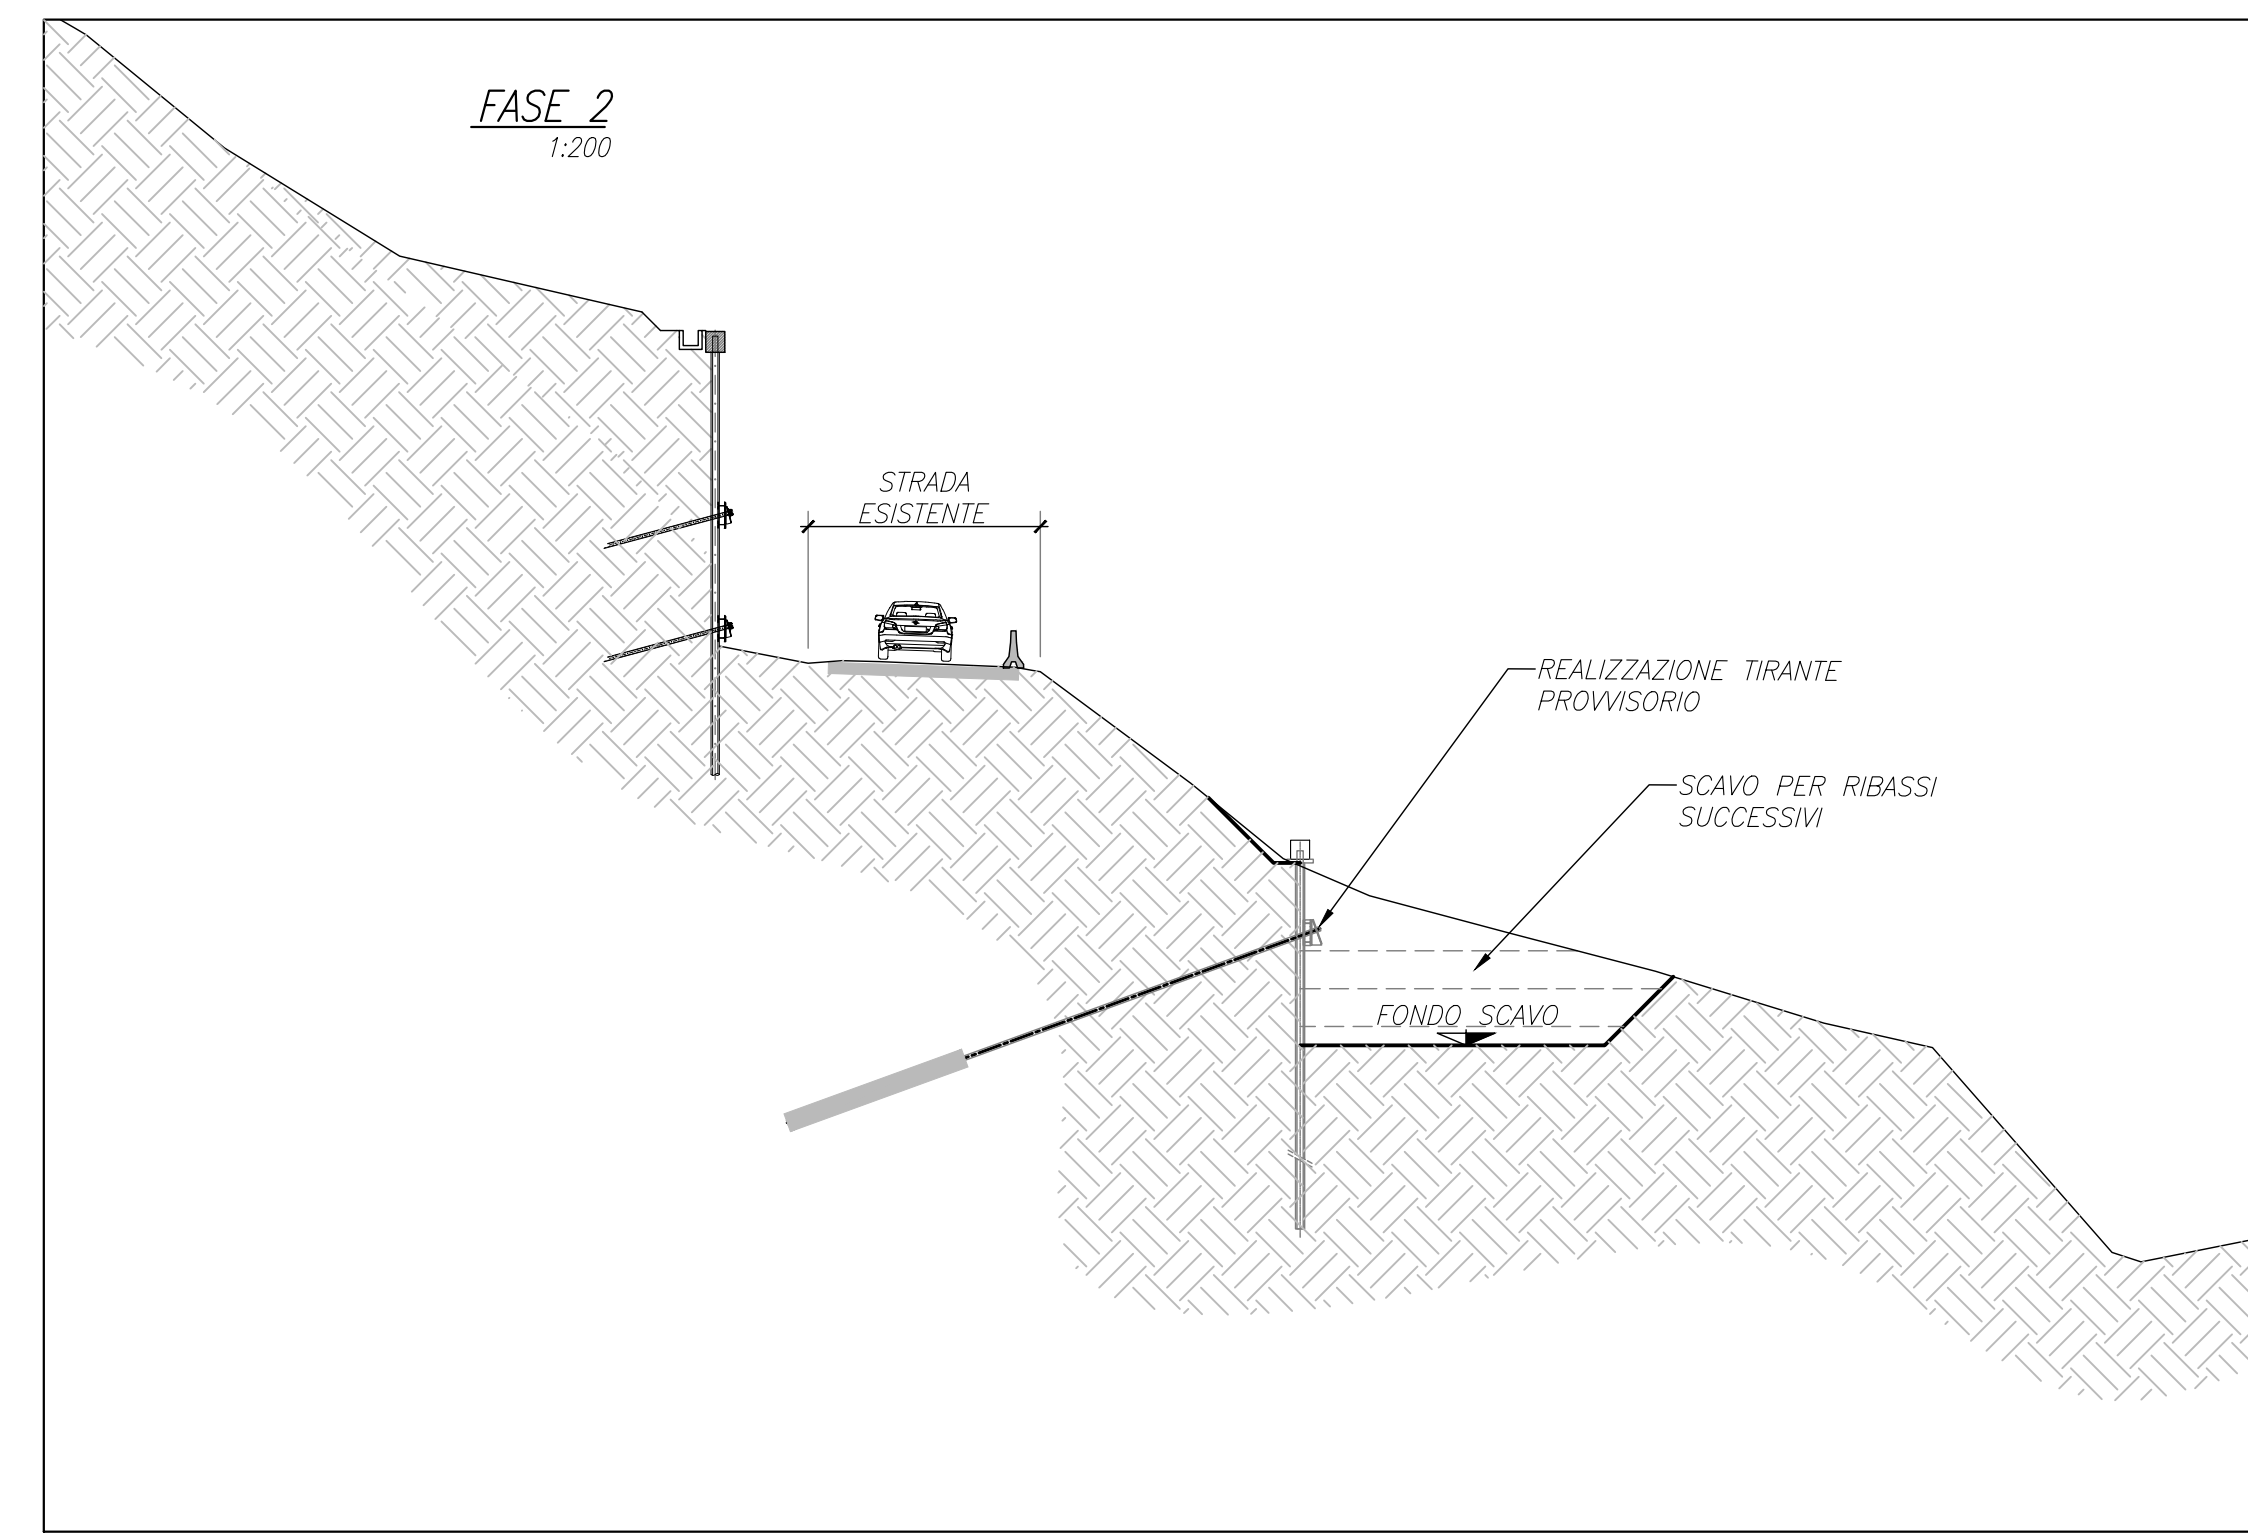 FASE 2
1:200
STRADA
ESISTENTE
REALIZZAZIONE TIRANTE
PROVVISORIO
SCAVO PER RIBASSI
SUCCESSIVI
FONDO SCAVO